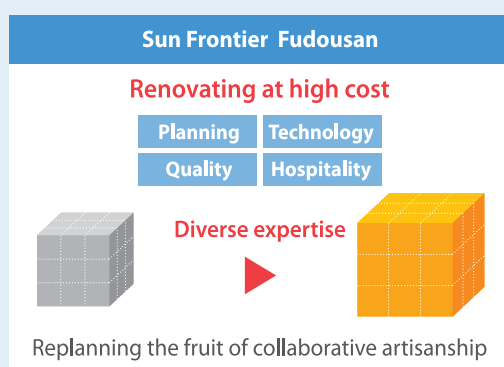 Sun Frontier Fudousan
Renovating at high cost
Planning
Technology
Quality
Hospitality
Diverse expertise
Replanning the fruit of collaborative artisanship